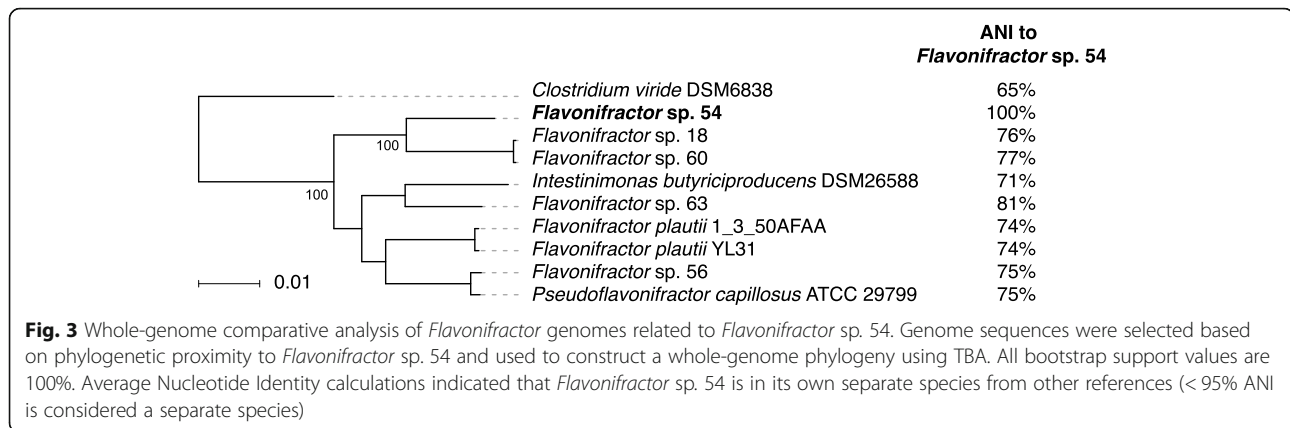 ANI to
Flavonifractor sp. 54
Clostridium viride DSM6838 65%
Flavonifractor sp. 54 100%
Flavonifractor sp. 18 76%
100
Flavonifractor sp. 60 77%
Intestinimonas butyriciproducens DSM26588 71%
100
Flavonifractor sp. 63 81%
Flavonifractor plautii 1_3_50AFAA 74%
Flavonifractor plautii YL31 74%
Flavonifractor sp. 56 75%
0.01
Pseudoflavonifractor capillosus ATCC 29799 75%
Fig. 3 Whole-genome comparative analysis of Flavonifractor genomes related to Flavonifractor sp. 54. Genome sequences were selected based
on phylogenetic proximity to Flavonifractor sp. 54 and used to construct a whole-genome phylogeny using TBA. All bootstrap support values are
100%. Average Nucleotide Identity calculations indicated that Flavonifractor sp. 54 is in its own separate species from other references (< 95% ANI
is considered a separate species)